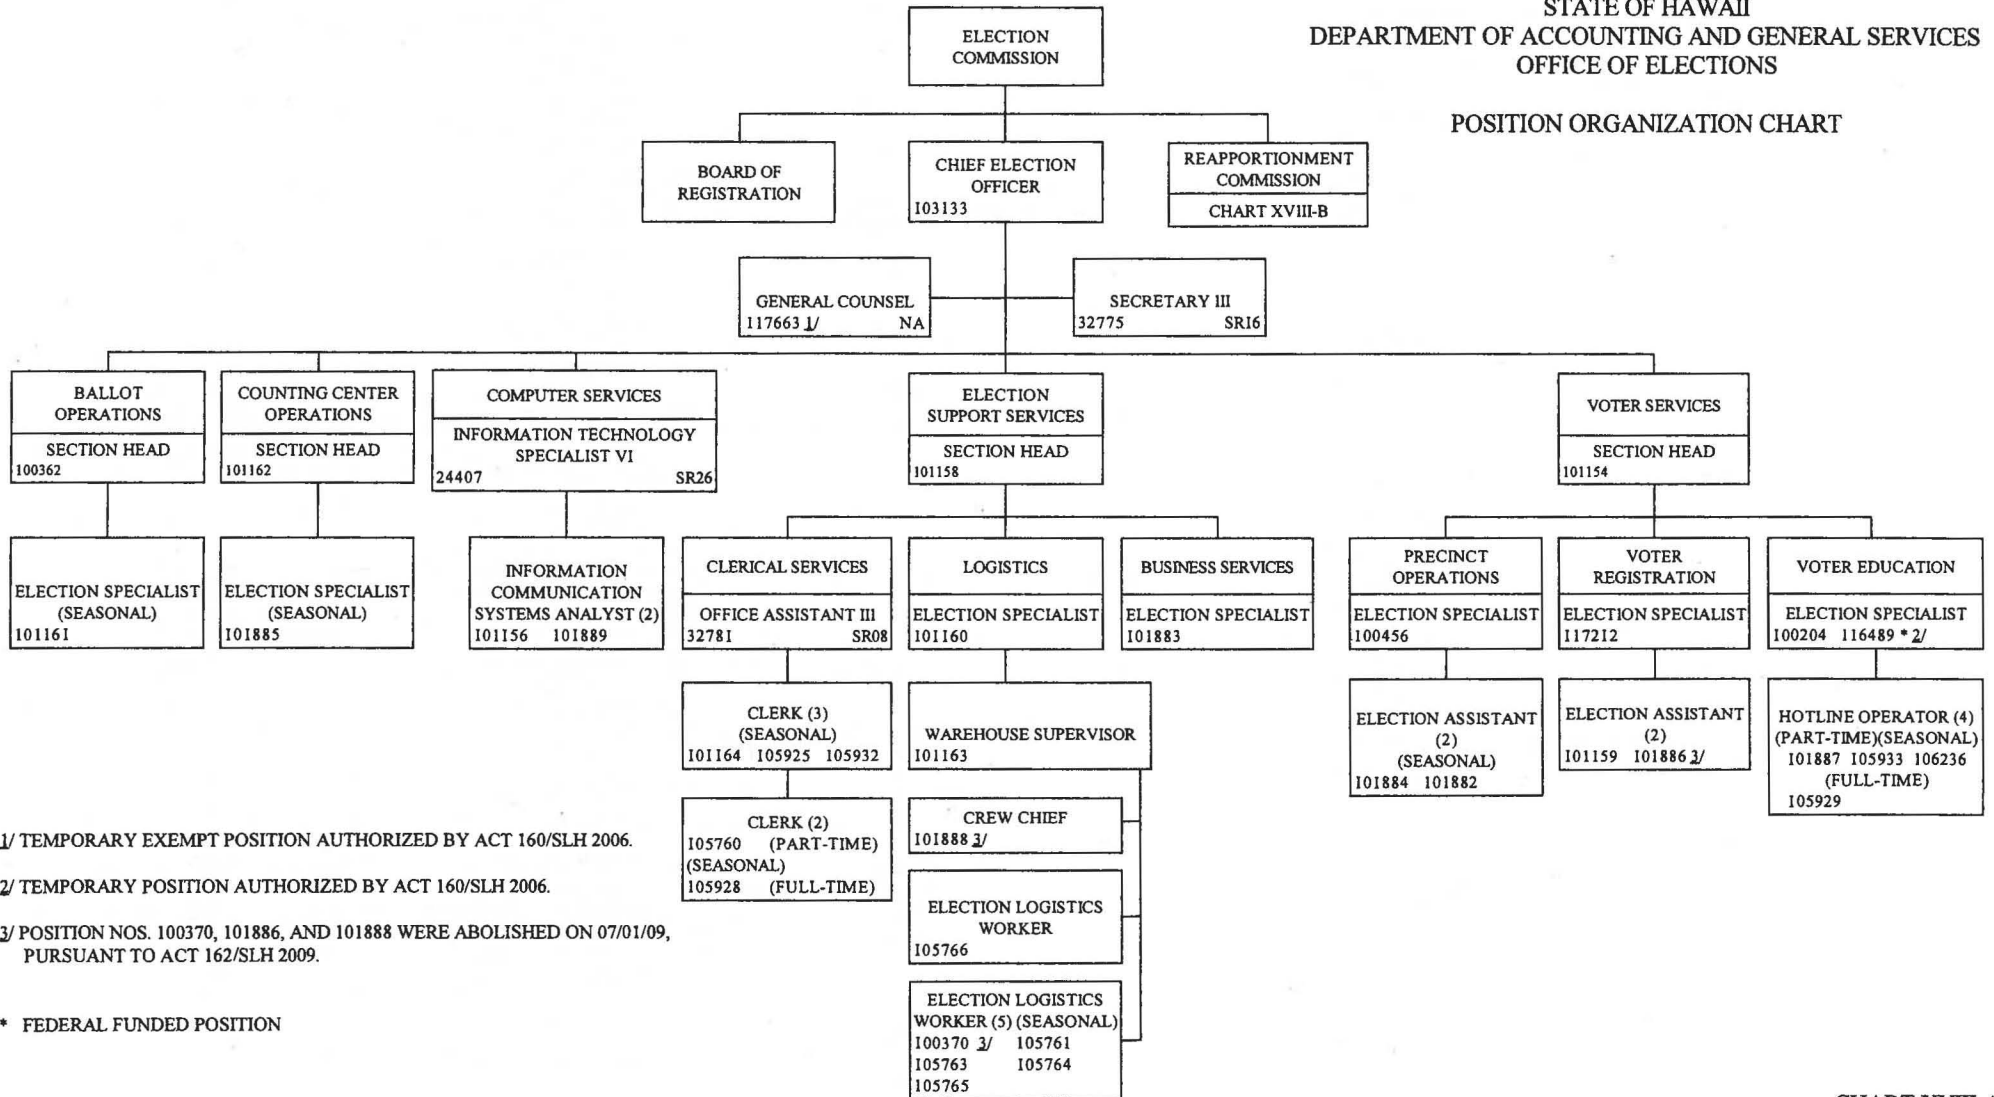 STATE OF HAWAII
DEPARTMENT OF ACCOUNTING AND GENERAL SERVICES
OFFICE OF ELECTIONS
POSITION ORGANIZATION CHART
ELECTION
COMMISSION
BOARD OF
REGISTRATION
CHIEF ELECTION
OFFICER
103133
REAPPORTIONMENT
COMMISSION
CHART XVIII-B
GENERAL COUNSEL
117663 1/ NA
SECRETARY III
32775 SR16
BALLOT
OPERATIONS
SECTION HEAD
100362
COUNTING CENTER
OPERATIONS
SECTION HEAD
101162
COMPUTER SERVICES
INFORMATION TECHNOLOGY
SPECIALIST VI
24407 SR26
ELECTION
SUPPORT SERVICES
SECTION HEAD
101158
VOTER SERVICES
SECTION HEAD
101154
ELECTION SPECIALIST
(SEASONAL)
101161
ELECTION SPECIALIST
(SEASONAL)
101885
INFORMATION
COMMUNICATION
SYSTEMS ANALYST (2)
101156 101889
CLERICAL SERVICES
OFFICE ASSISTANT III
32781 SR08
LOGISTICS
ELECTION SPECIALIST
101160
BUSINESS SERVICES
ELECTION SPECIALIST
101883
PRECINCT
OPERATIONS
ELECTION SPECIALIST
100456
VOTER
REGISTRATION
ELECTION SPECIALIST
117212
VOTER EDUCATION
ELECTION SPECIALIST
100204 116489 * 2/
CLERK (3)
(SEASONAL)
101164 105925 105932
WAREHOUSE SUPERVISOR
101163
ELECTION ASSISTANT
(2)
(SEASONAL)
101884 101882
ELECTION ASSISTANT
(2)
101159 101886 3/
HOTLINE OPERATOR (4)
(PART-TIME)(SEASONAL)
101887 105933 106236
(FULL-TIME)
105929
CLERK (2)
105760 (PART-TIME)
(SEASONAL)
105928 (FULL-TIME)
CREW CHIEF
101888 3/
ELECTION LOGISTICS
WORKER
105766
ELECTION LOGISTICS
WORKER (5) (SEASONAL)
100370 3/ 105761
105763 105764
105765
1/ TEMPORARY EXEMPT POSITION AUTHORIZED BY ACT 160/SLH 2006.
2/ TEMPORARY POSITION AUTHORIZED BY ACT 160/SLH 2006.
3/ POSITION NOS. 100370, 101886, AND 101888 WERE ABOLISHED ON 07/01/09,
PURSUANT TO ACT 162/SLH 2009.
* FEDERAL FUNDED POSITION